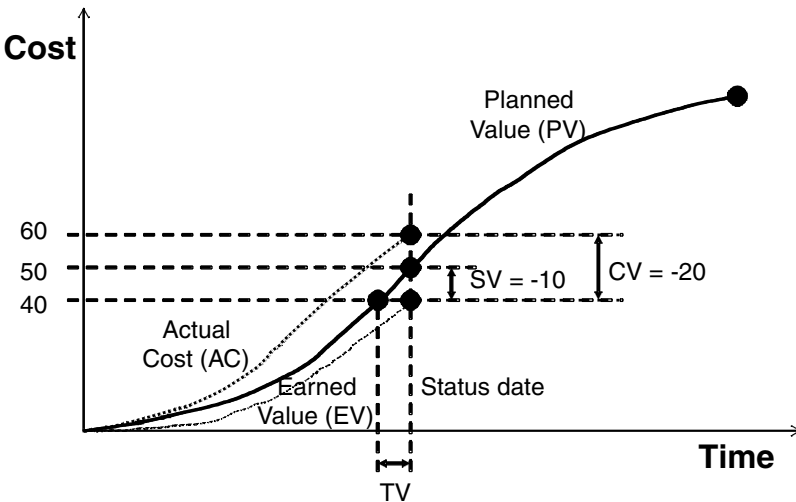 Cost
Planned
Value (PV)
60
50
40
SV = -10
CV = -20
Actual
Cost (AC)
Earned
Value (EV)
Status date
Time
TV